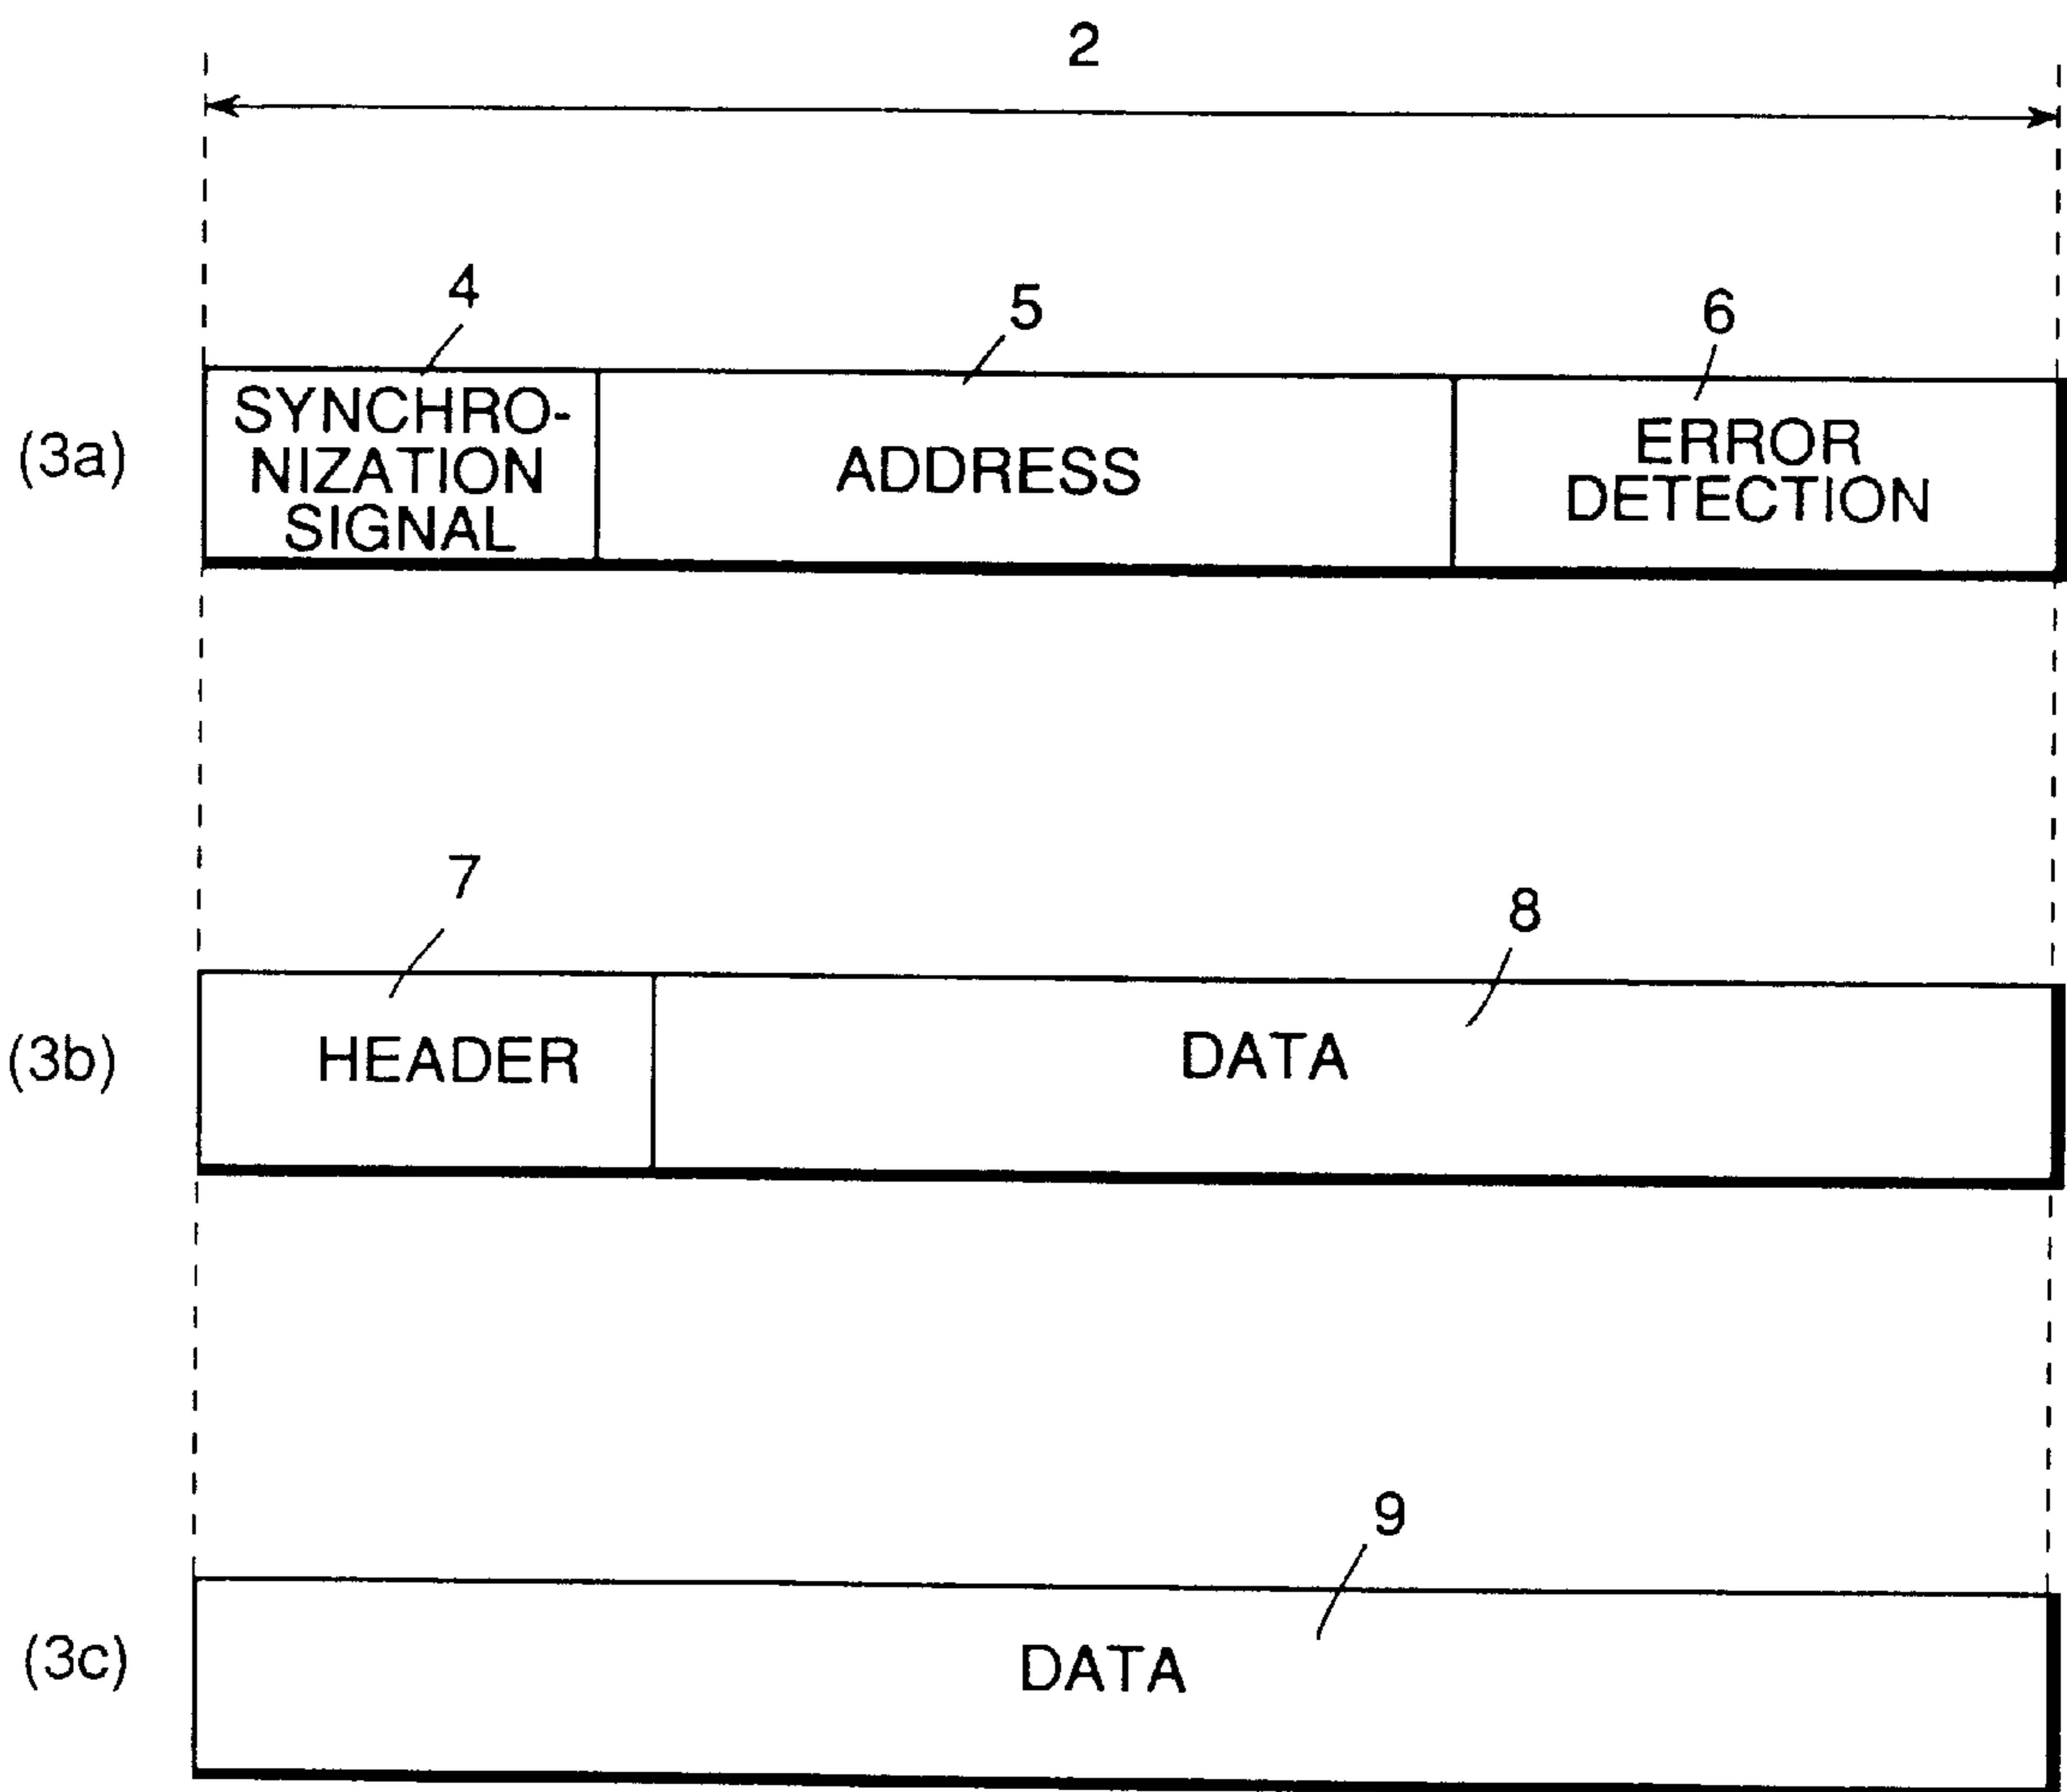 2
4
5
6
(3a)
SYNCHRO-
NIZATION
SIGNAL
ADDRESS
ERROR
DETECTION
7
8
(3b)
HEADER
DATA
9
(3c)
DATA